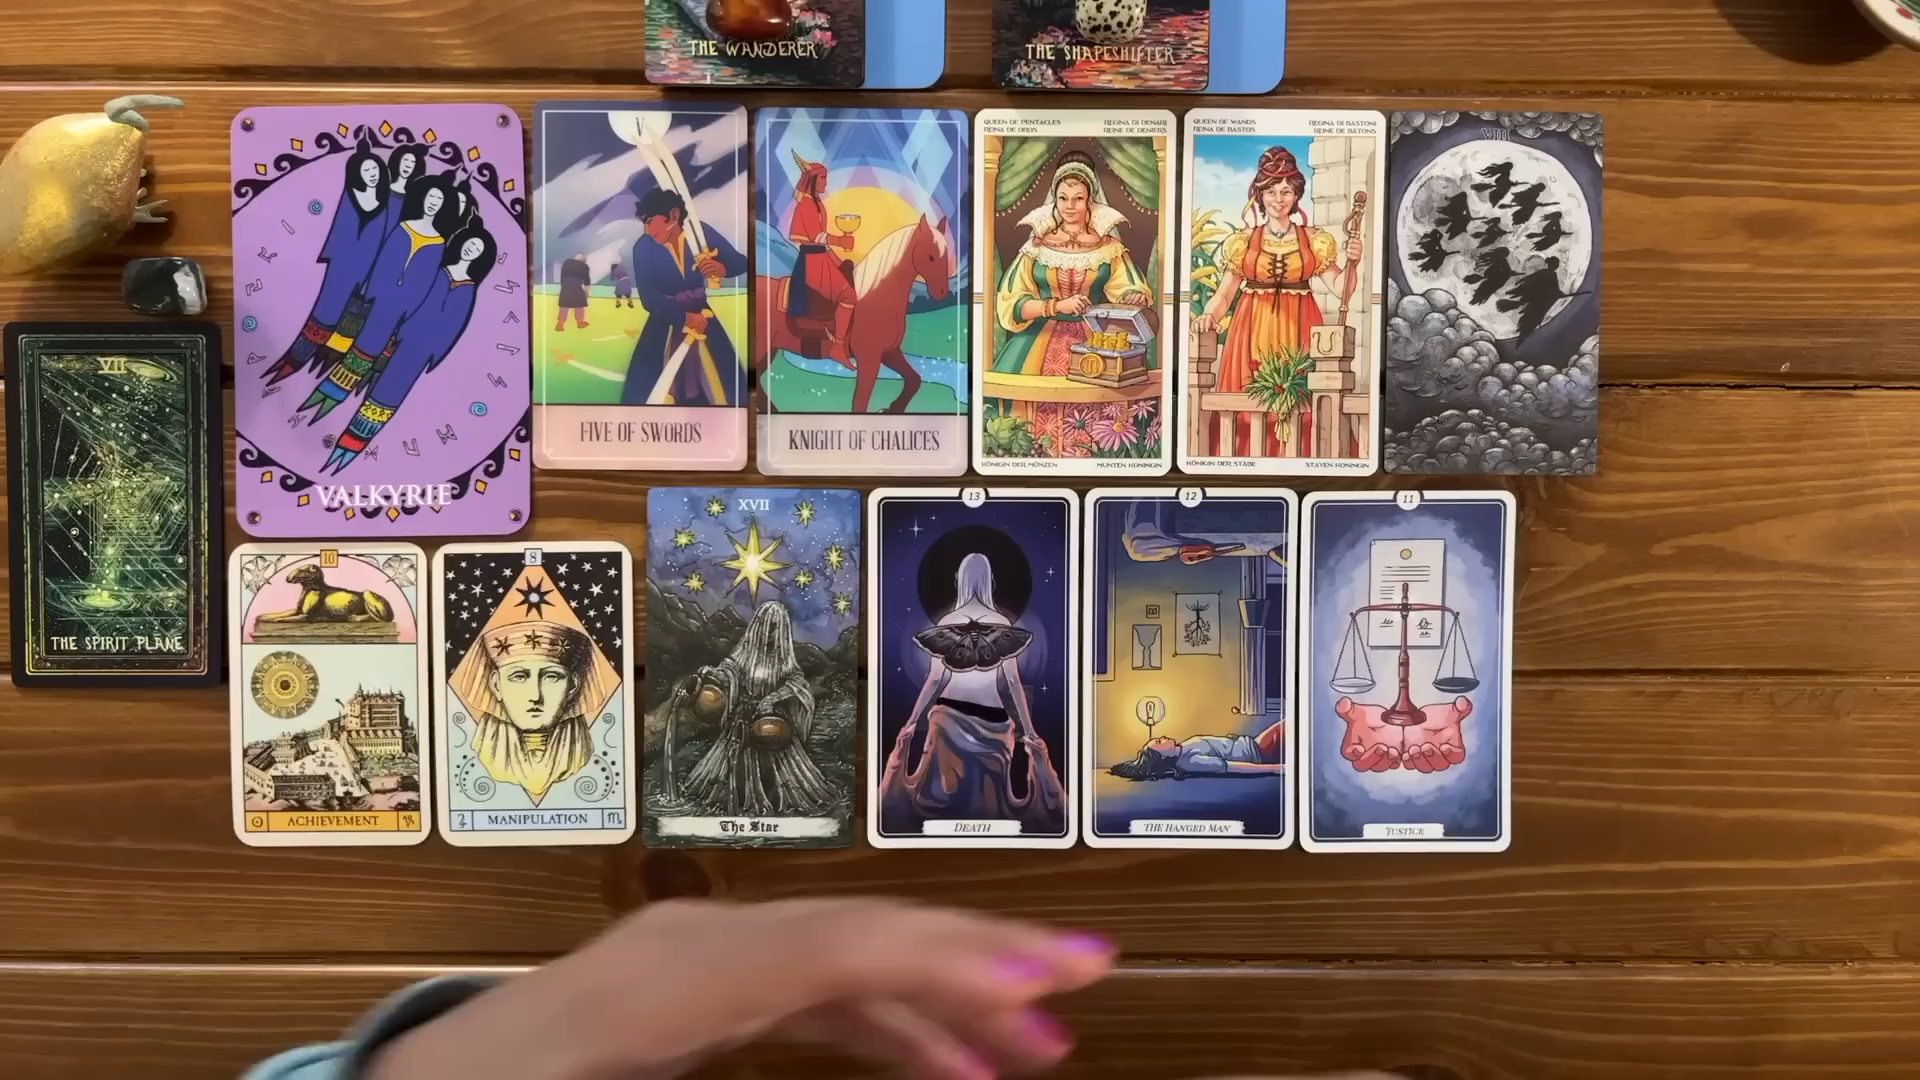 THE WANDERER
THE SHAPESHIFTER
VII
THE SPIRIT PLANE
VALKYRIE
V
FIVE OF SWORDS
KNIGHT OF CHALICES
QUEEN OF PENTACLES
REINA DE OROS
REGINA DI DENARI
REINE DE DENIERS
KÖNIGIN DER MÜNZEN
MUNTEN KONINGIN
QUEEN OF WANDS
REINA DE BASTOS
REGINA DI BASTONI
REINE DE BÂTONS
KÖNIGIN DER STÄBE
STAVEN KONINGIN
VIII
10
ACHIEVEMENT
8
MANIPULATION
XVII
The Star
13
DEATH
12
THE HANGED MAN
11
JUSTICE